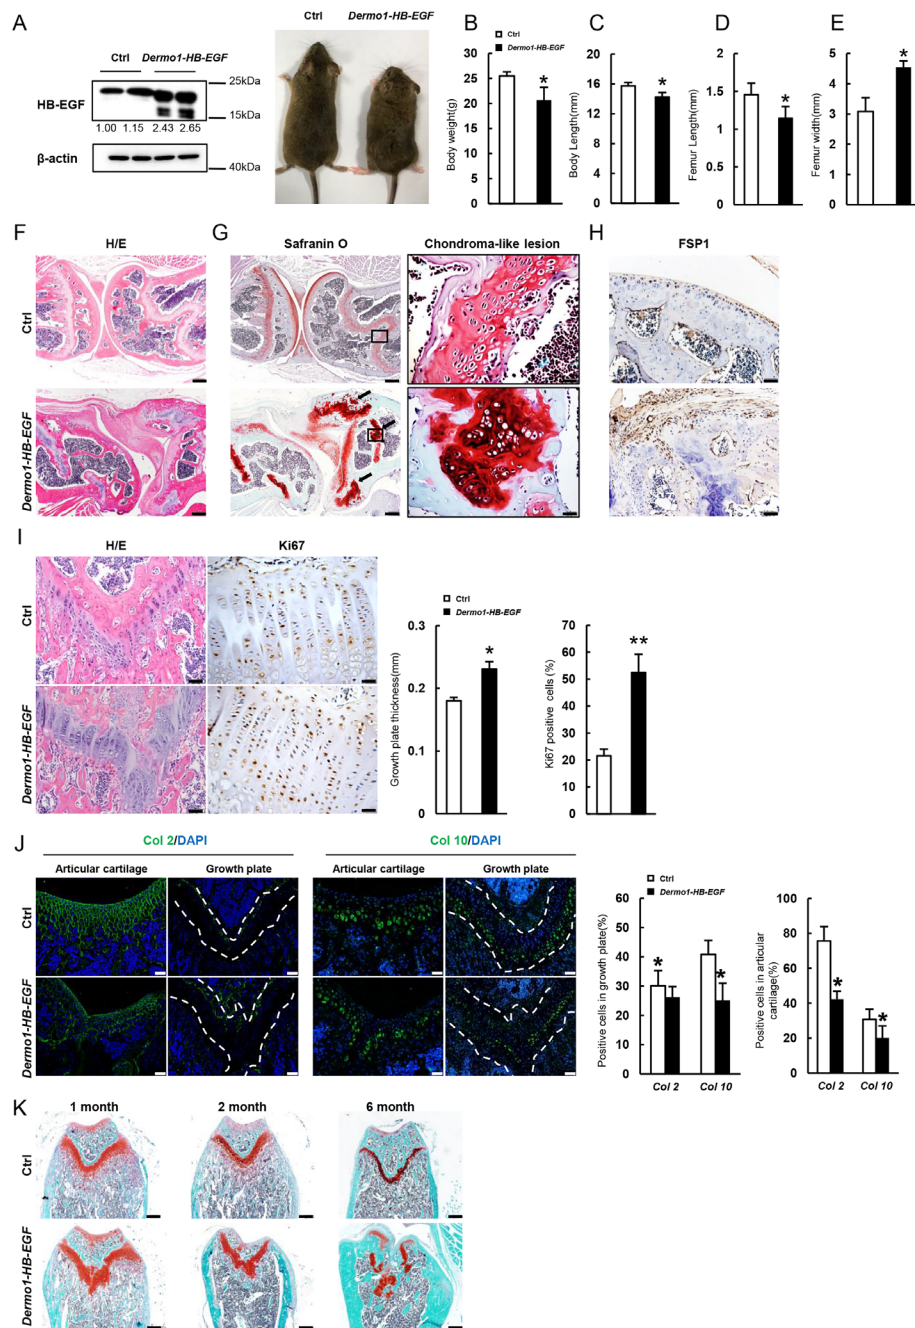 A
Ctrl Dermo1-HB-EGF
HB-EGF
25kDa
15kDa
1.00 1.15 2.43 2.65
β-actin
40kDa
Ctrl Dermo1-HB-EGF
B
Ctrl
Dermo1-HB-EGF
Body weight(g)
30
25
20
15
10
5
0
*
C
Body Length(mm)
20
16
12
8
4
0
*
D
Femur Length(mm)
2
1.5
1
0.5
0
*
E
Femur width(mm)
5
4
3
2
1
0
*
F
H/E
Ctrl
Dermo1-HB-EGF
G
Safranin O
Chondroma-like lesion
H
FSP1
I
H/E
Ki67
Ctrl
Dermo1-HB-EGF
Ctrl
Dermo1-HB-EGF
Growth plate thickness(mm)
0.3
0.2
0.1
0
*
Ki67 positive cells (%)
70
60
50
40
30
20
10
0
**
J
Col 2/DAPI
Col 10/DAPI
Articular cartilage
Growth plate
Articular cartilage
Growth plate
Ctrl
Dermo1-HB-EGF
Ctrl
Dermo1-HB-EGF
Positive cells in growth plate(%)
60
50
40
30
20
10
0
*
*
Col 2 Col 10
Positive cells in articular
cartilage(%)
100
80
60
40
20
0
*
*
Col 2 Col 10
K
1 month
2 month
6 month
Ctrl
Dermo1-HB-EGF